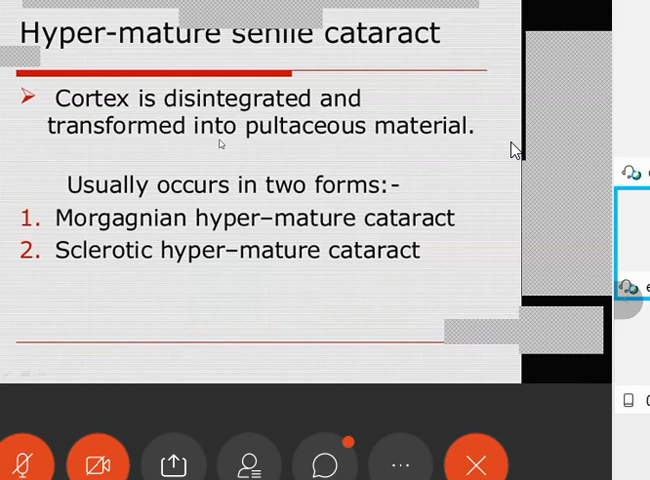 Hyper-mature senile cataract
Cortex is disintegrated and
transformed into pultaceous material.
Usually occurs in two forms:-
1. Morgagnian hyper–mature cataract
2. Sclerotic hyper–mature cataract